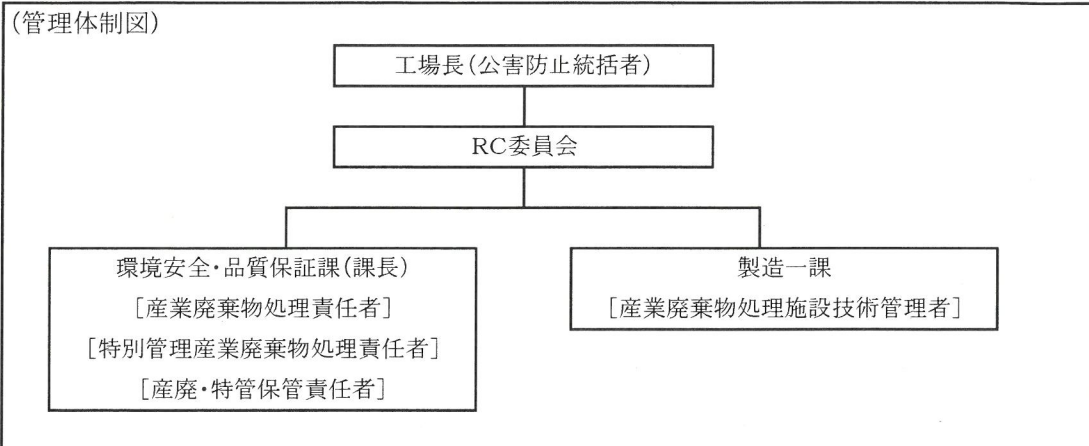 (管理体制図)
工場長(公害防止統括者)
RC委員会
環境安全・品質保証課(課長)
[産業廃棄物処理責任者]
[特別管理産業廃棄物処理責任者]
[産廃・特管保管責任者]
製造一課
[産業廃棄物処理施設技術管理者]